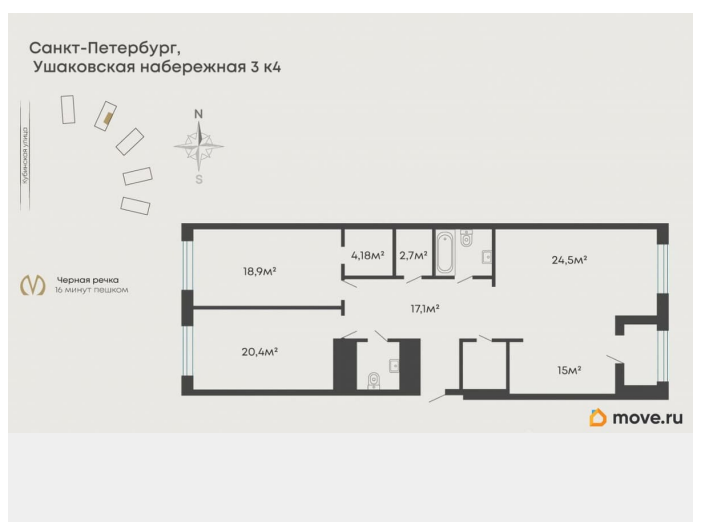 Санкт-Петербург,
Ушаковская набережная 3 к4
N
S
Кубинская улица
Черная речка
16 минут пешком
18,9м²
4,18м²
2,7м²
24,5м²
17,1м²
20,4м²
15м²
move.ru